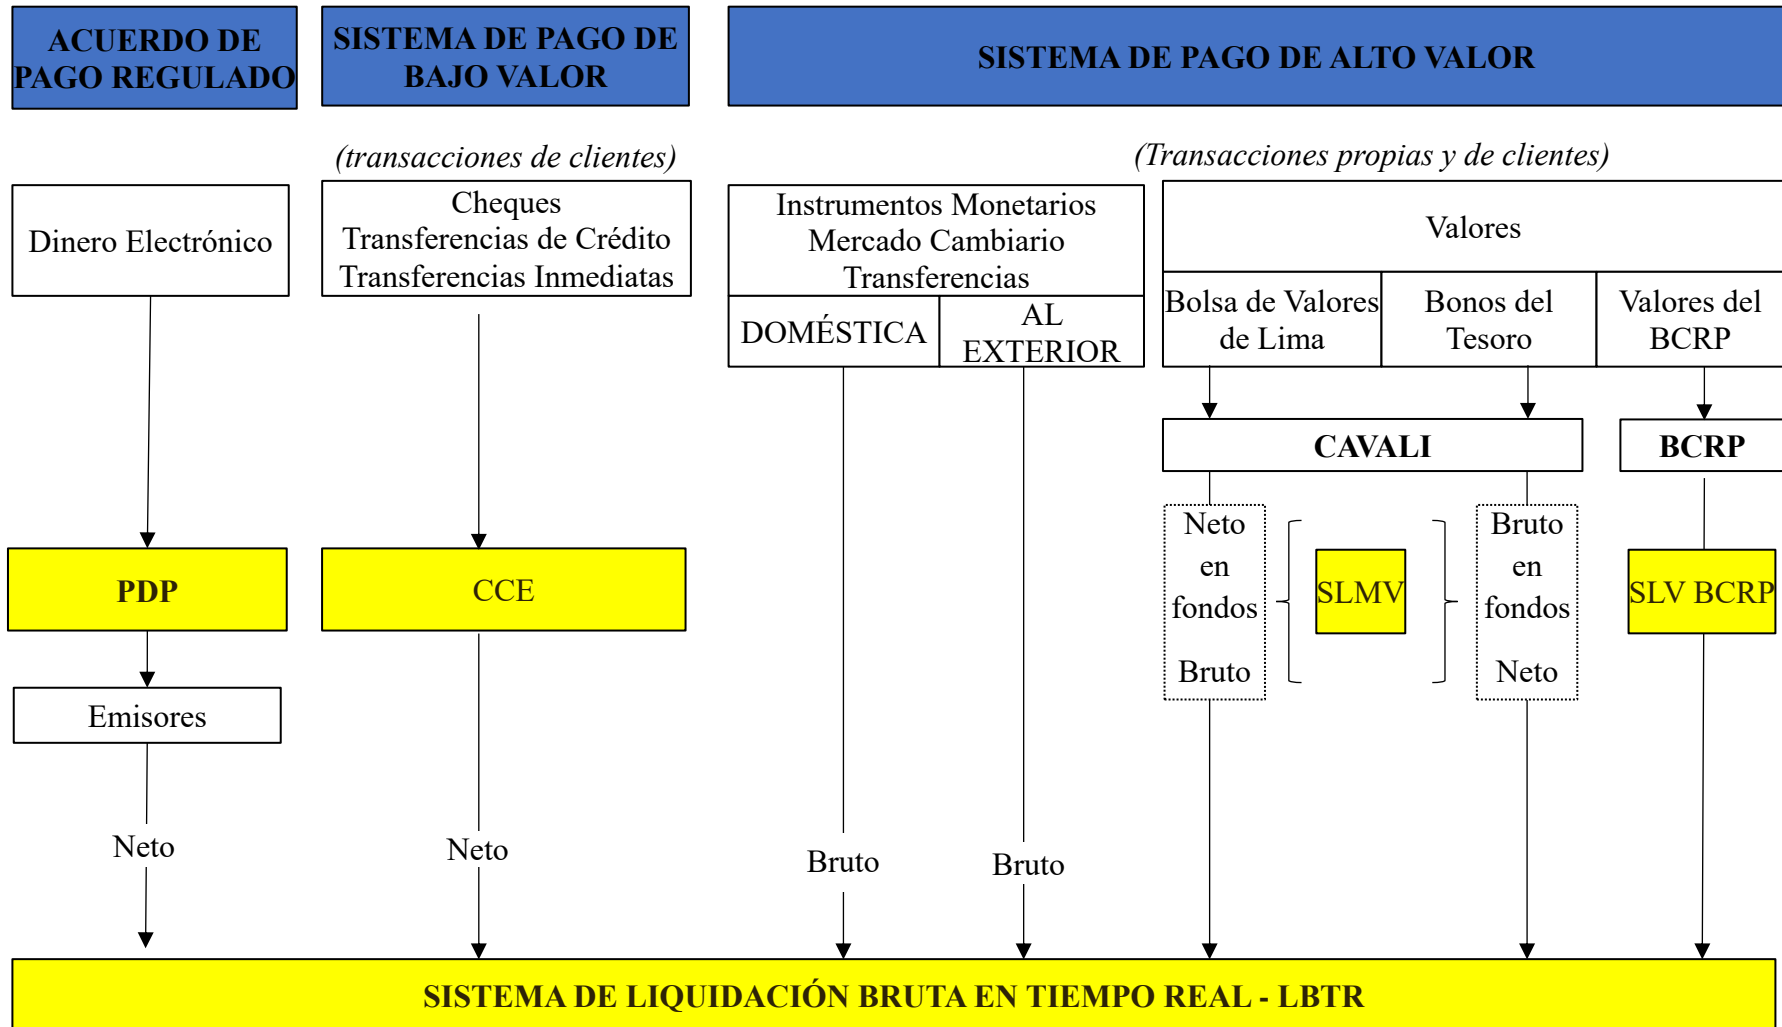 ACUERDO DE
PAGO REGULADO
SISTEMA DE PAGO DE
BAJO VALOR
SISTEMA DE PAGO DE ALTO VALOR
(transacciones de clientes)
(Transacciones propias y de clientes)
Dinero Electrónico
Cheques
Transferencias de Crédito
Transferencias Inmediatas
Instrumentos Monetarios
Mercado Cambiario
Transferencias
DOMÉSTICA
AL
EXTERIOR
Valores
Bolsa de Valores
de Lima
Bonos del
Tesoro
Valores del
BCRP
CAVALI
BCRP
Neto
en
fondos
Bruto
SLMV
Bruto
en
fondos
Neto
SLV BCRP
PDP
CCE
Emisores
Neto
Neto
Bruto
Bruto
SISTEMA DE LIQUIDACIÓN BRUTA EN TIEMPO REAL - LBTR